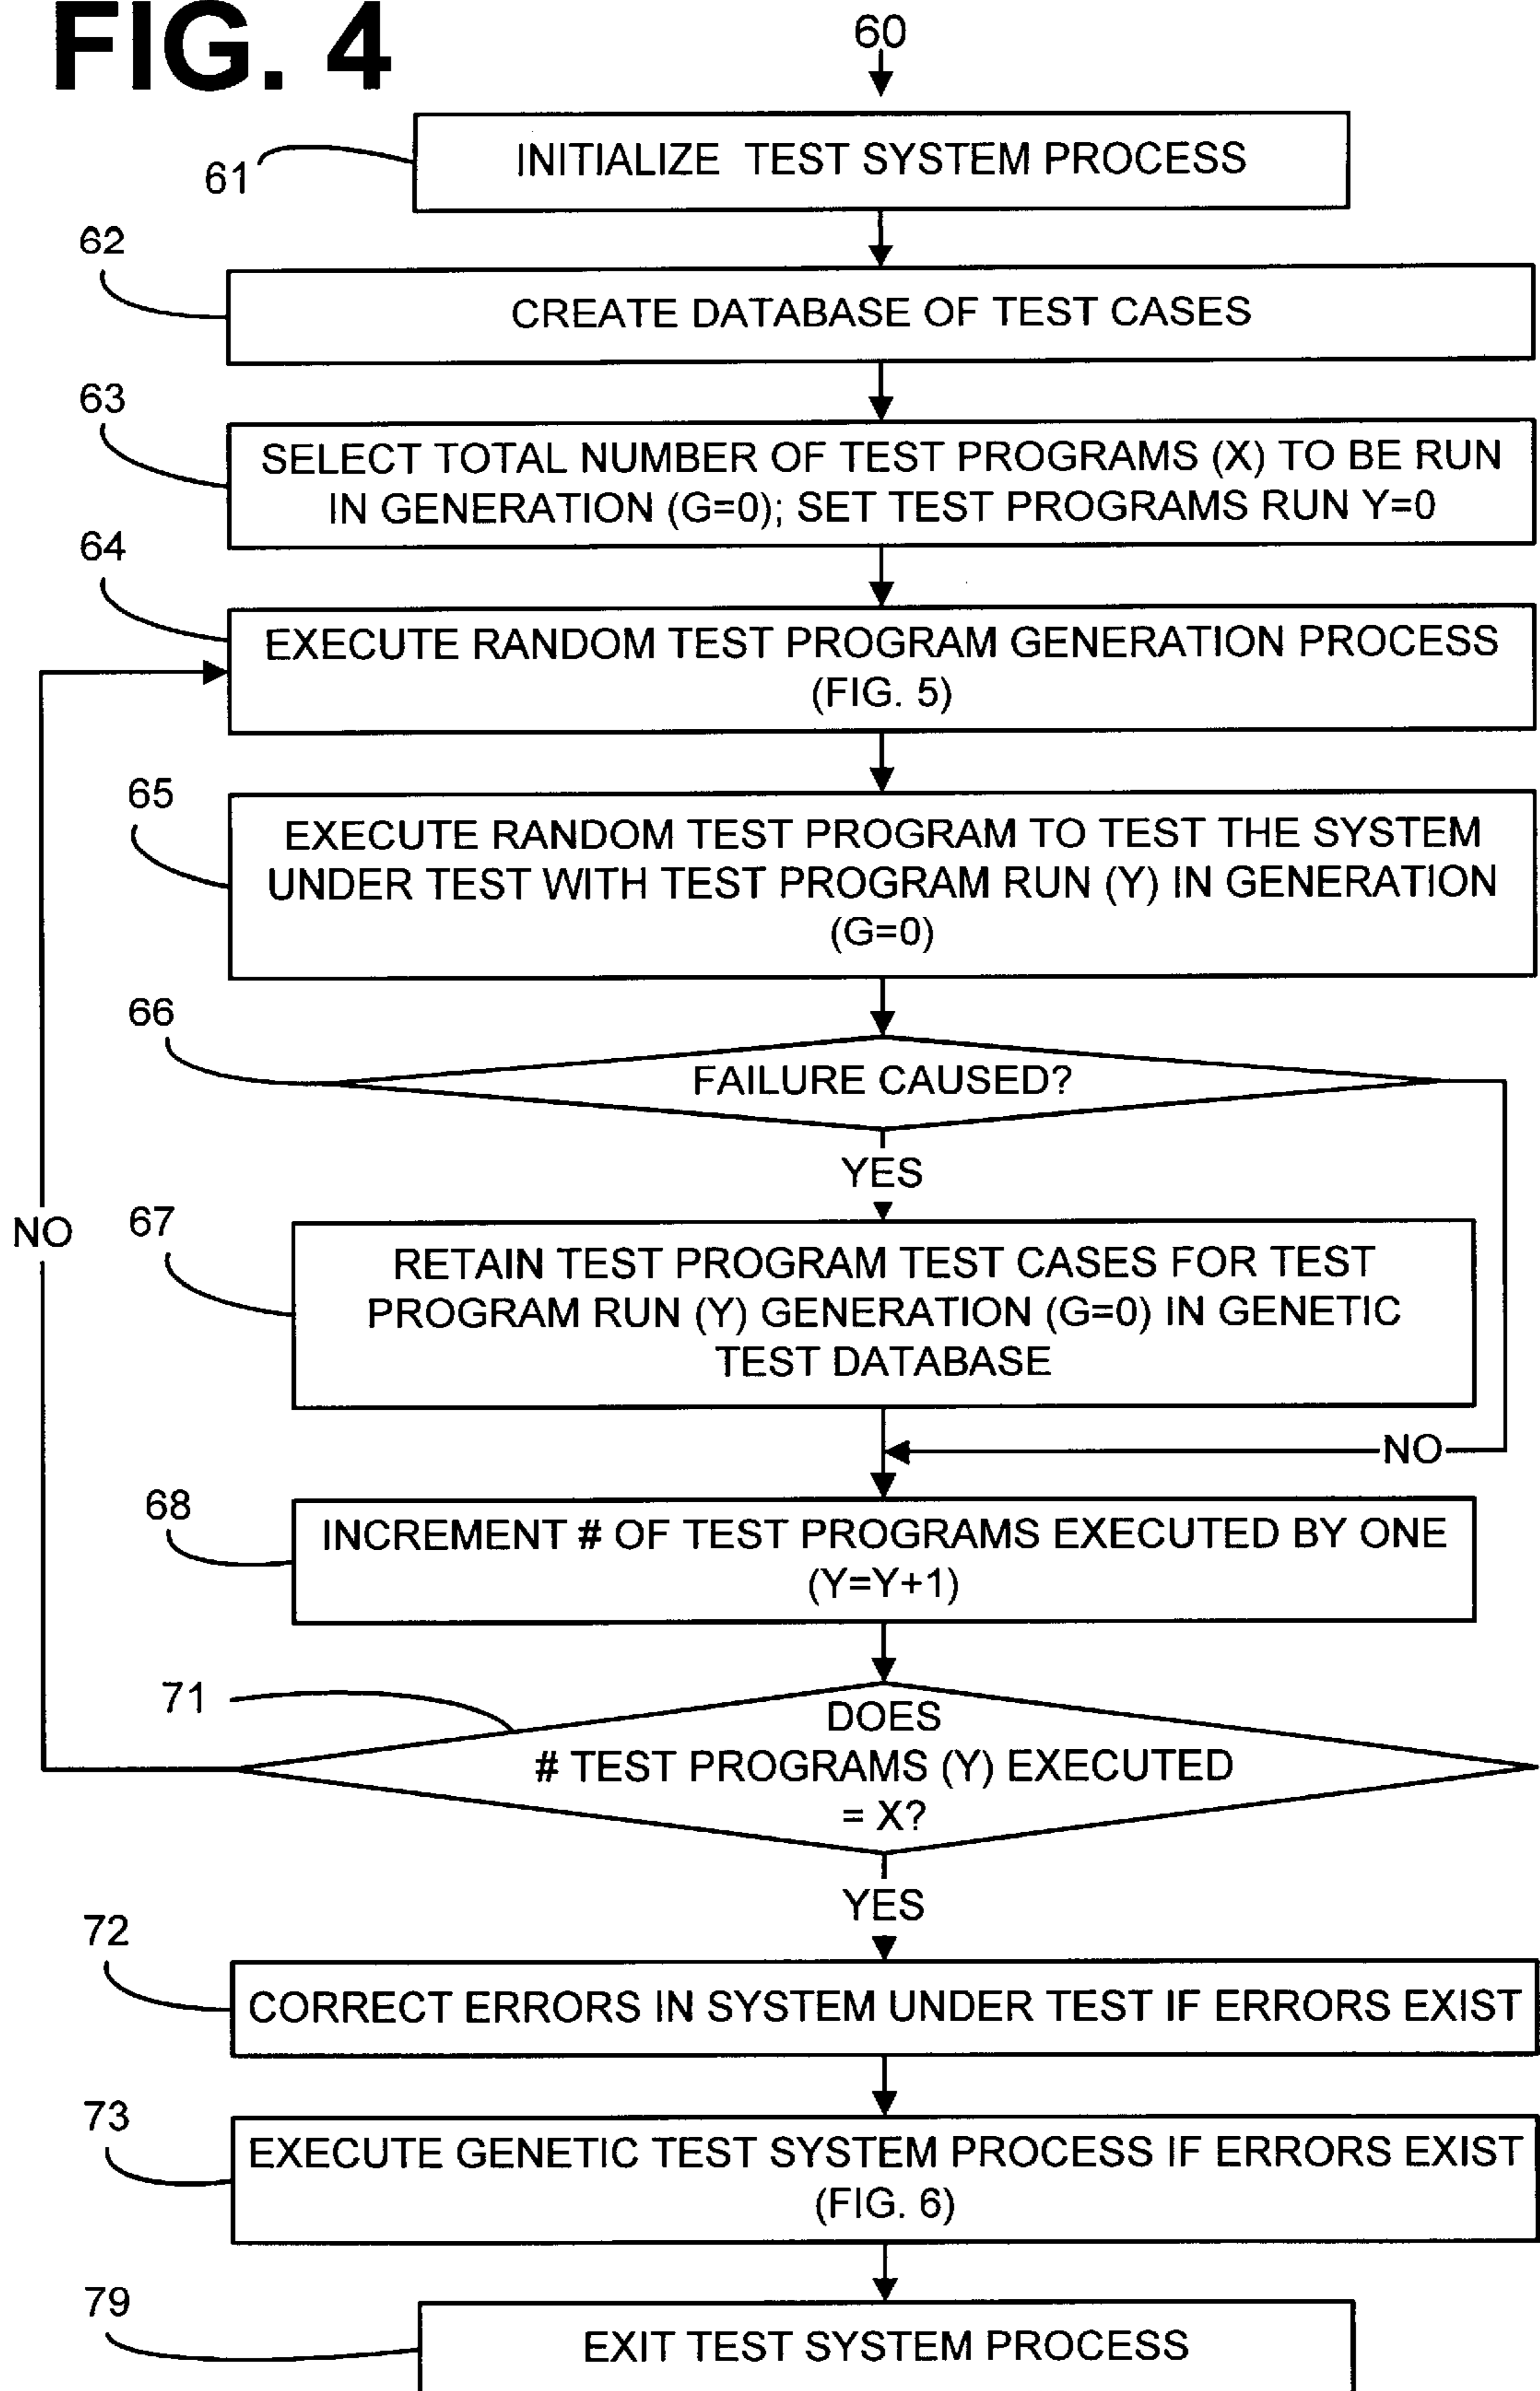 FIG. 4
60
61
INITIALIZE TEST SYSTEM PROCESS
62
CREATE DATABASE OF TEST CASES
63
SELECT TOTAL NUMBER OF TEST PROGRAMS (X) TO BE RUN
IN GENERATION (G=0); SET TEST PROGRAMS RUN Y=0
64
EXECUTE RANDOM TEST PROGRAM GENERATION PROCESS
(FIG. 5)
65
EXECUTE RANDOM TEST PROGRAM TO TEST THE SYSTEM
UNDER TEST WITH TEST PROGRAM RUN (Y) IN GENERATION
(G=0)
66
FAILURE CAUSED?
YES
NO
67
RETAIN TEST PROGRAM TEST CASES FOR TEST
PROGRAM RUN (Y) GENERATION (G=0) IN GENETIC
TEST DATABASE
NO
68
INCREMENT # OF TEST PROGRAMS EXECUTED BY ONE
(Y=Y+1)
71
DOES
# TEST PROGRAMS (Y) EXECUTED
= X?
YES
72
CORRECT ERRORS IN SYSTEM UNDER TEST IF ERRORS EXIST
73
EXECUTE GENETIC TEST SYSTEM PROCESS IF ERRORS EXIST
(FIG. 6)
79
EXIT TEST SYSTEM PROCESS